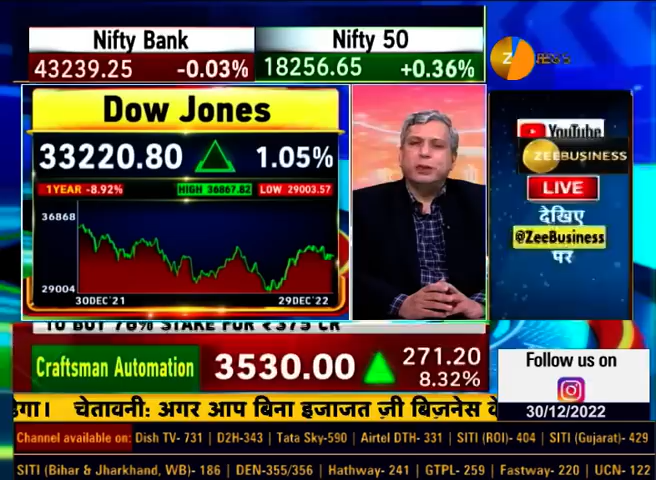 Nifty Bank
43239.25 -0.03%
Nifty 50
18256.65 +0.36%
Z
Dow Jones
33220.80 1.05%
1YEAR -8.92% HIGH 36867.82 LOW 29003.57
36868
29004
30DEC'21 29DEC'22
YouTube
ZEEBUSINESS
LIVE
देखिए
@ZeeBusiness
पर
TO BUY 76% STAKE FOR ₹375 CR
Craftsman Automation 3530.00 271.20
8.32%
Follow us on
30/12/2022
चेतावनी: अगर आप बिना इजाजत ज़ी बिज़नेस के
Channel available on: Dish TV- 731 | D2H-343 | Tata Sky-590 | Airtel DTH- 331 | SITI (ROI)- 404 | SITI (Gujarat)- 429
SITI (Bihar & Jharkhand, WB)- 186 | DEN-355/356 | Hathway- 241 | GTPL- 259 | Fastway- 220 | UCN- 122